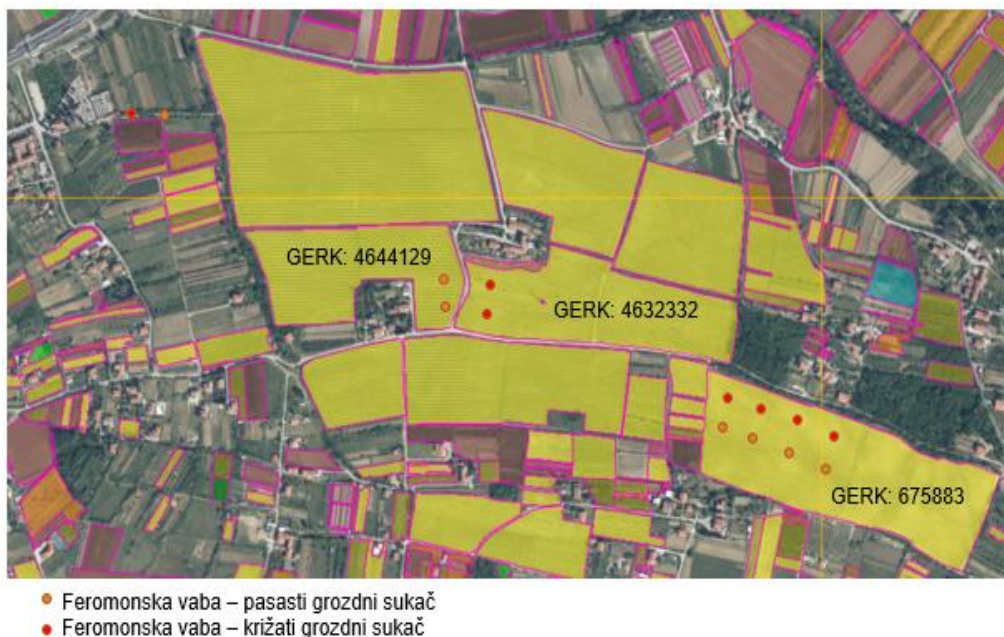 GERK: 4644129
GERK: 4632332
GERK: 675883
Feromonska vaba – pasasti grozdni sukač
Feromonska vaba – križati grozdni sukač